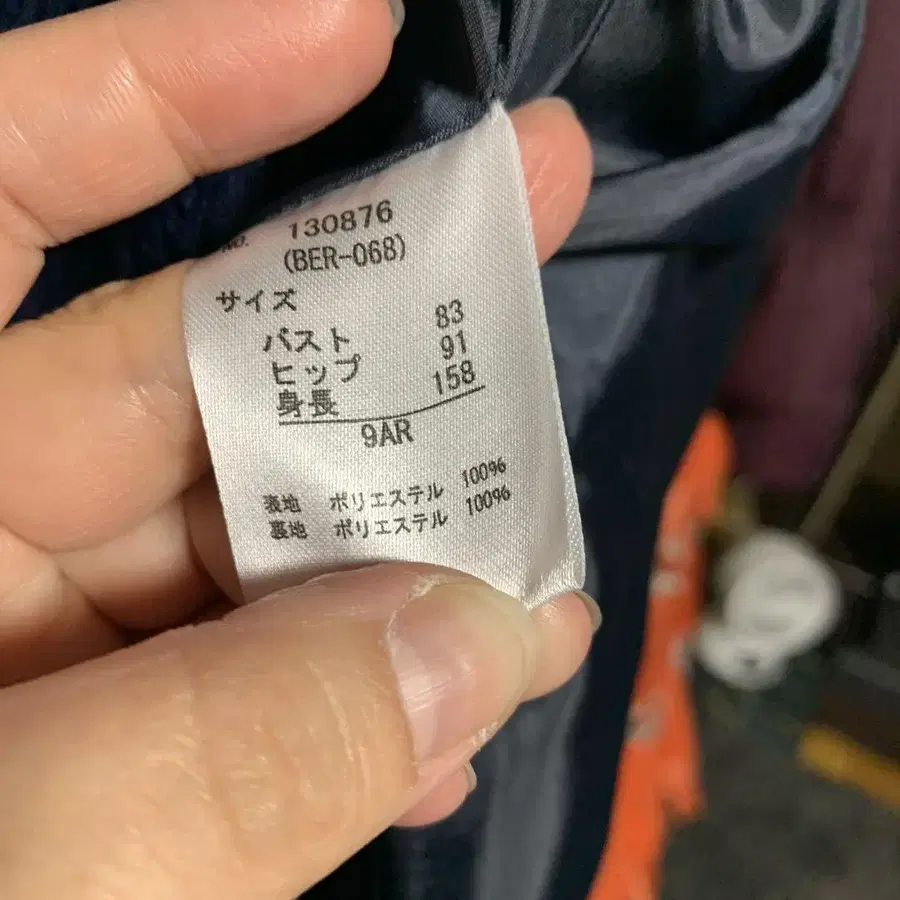 NO. 130876
(BER-068)
サイズ
バスト 83
ヒップ 91
身長 158
9AR
表地 ポリエステル 100%
裏地 ポリエステル 100%